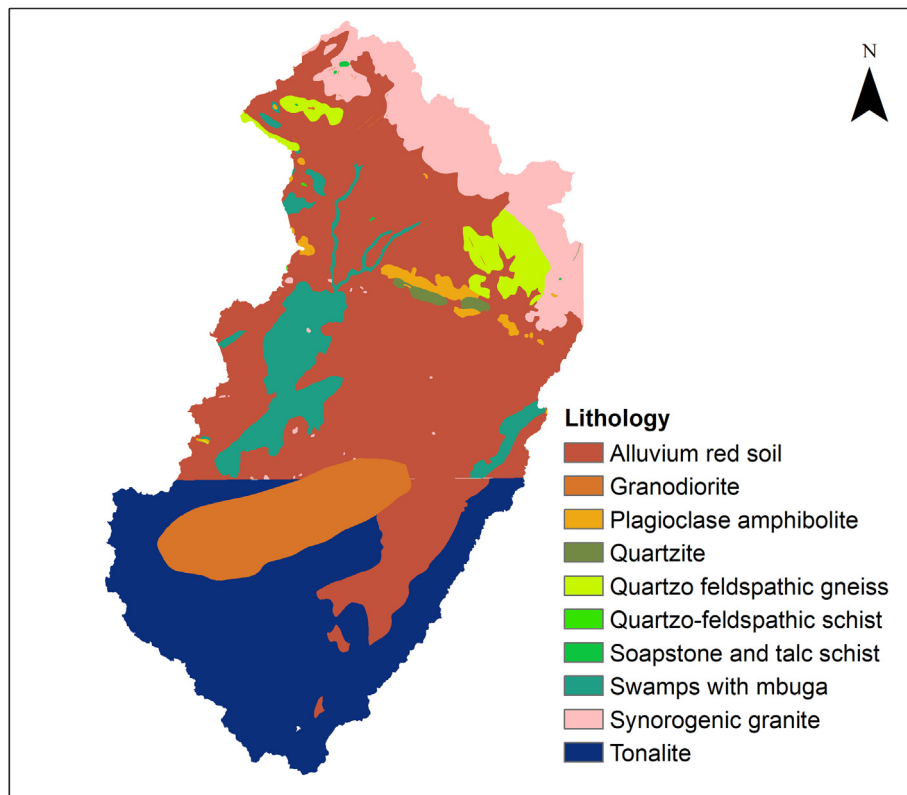 N
Lithology
Alluvium red soil
Granodiorite
Plagioclase amphibolite
Quartzite
Quartzo feldspathic gneiss
Quartzo-feldspathic schist
Soapstone and talc schist
Swamps with mbuga
Synorogenic granite
Tonalite